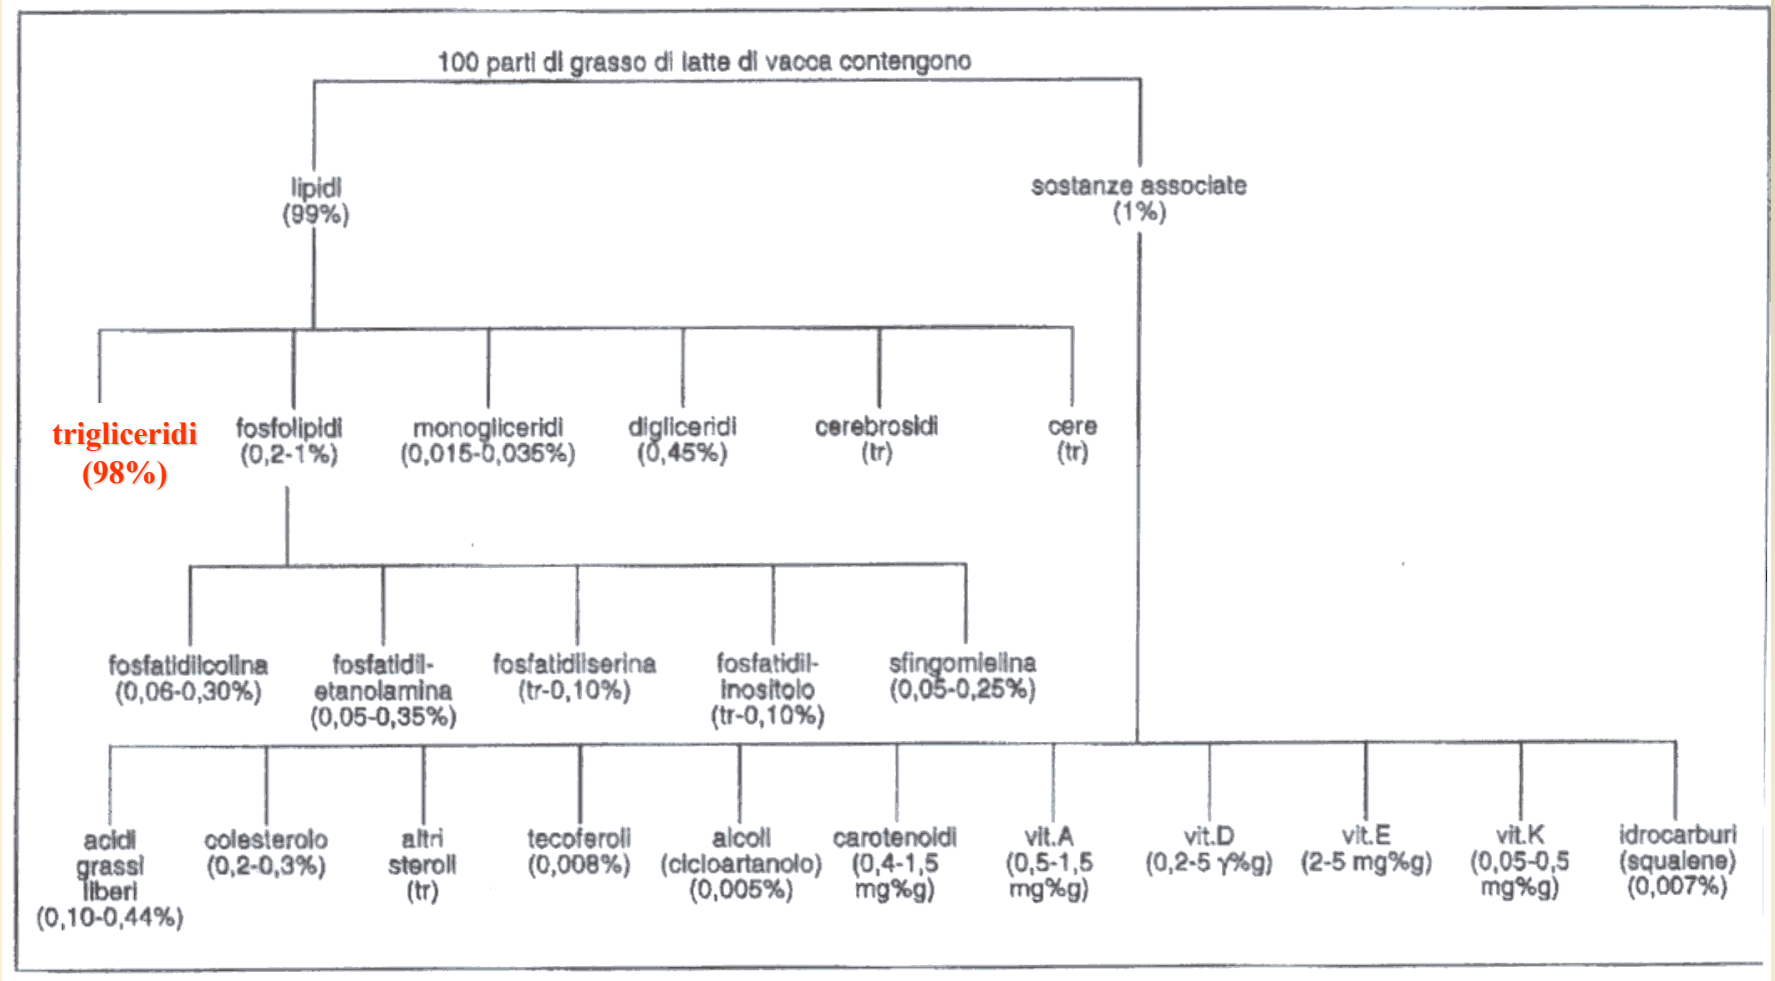 100 parti di grasso di latte di vacca contengono
lipidi
(99%)
sostanze associate
(1%)
trigliceridi
(98%)
fosfolipidi
(0,2-1%)
monogliceridi
(0,015-0,035%)
digliceridi
(0,45%)
cerebrosidi
(tr)
cere
(tr)
fosfatidilcolina
(0,06-0,30%)
fosfatidil-
etanolamina
(0,05-0,35%)
fosfatidilserina
(tr-0,10%)
fosfatidil-
inositolo
(tr-0,10%)
sfingomielina
(0,05-0,25%)
acidi
grassi
liberi
(0,10-0,44%)
colesterolo
(0,2-0,3%)
altri
steroli
(tr)
tecoferoli
(0,008%)
alcoli
(cicloartanolo)
(0,005%)
carotenoidi
(0,4-1,5
mg%g)
vit.A
(0,5-1,5
mg%g)
vit.D
(0,2-5 γ%g)
vit.E
(2-5 mg%g)
vit.K
(0,05-0,5
mg%g)
idrocarburi
(squalene)
(0,007%)